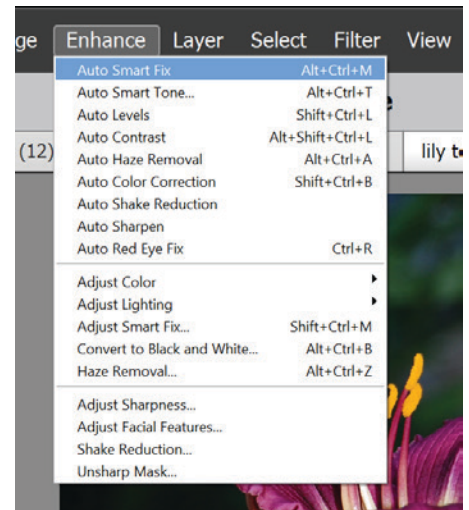 ge Enhance Layer Select Filter View
Auto Smart Fix Alt+Ctrl+M
Auto Smart Tone... Alt+Ctrl+T
Auto Levels Shift+Ctrl+L
Auto Contrast Alt+Shift+Ctrl+L
(12) lily t
Auto Haze Removal Alt+Ctrl+A
Auto Color Correction Shift+Ctrl+B
Auto Shake Reduction
Auto Sharpen
Auto Red Eye Fix Ctrl+R
Adjust Color
Adjust Lighting
Adjust Smart Fix... Shift+Ctrl+M
Convert to Black and White... Alt+Ctrl+B
Haze Removal... Alt+Ctrl+Z
Adjust Sharpness...
Adjust Facial Features...
Shake Reduction...
Unsharp Mask...